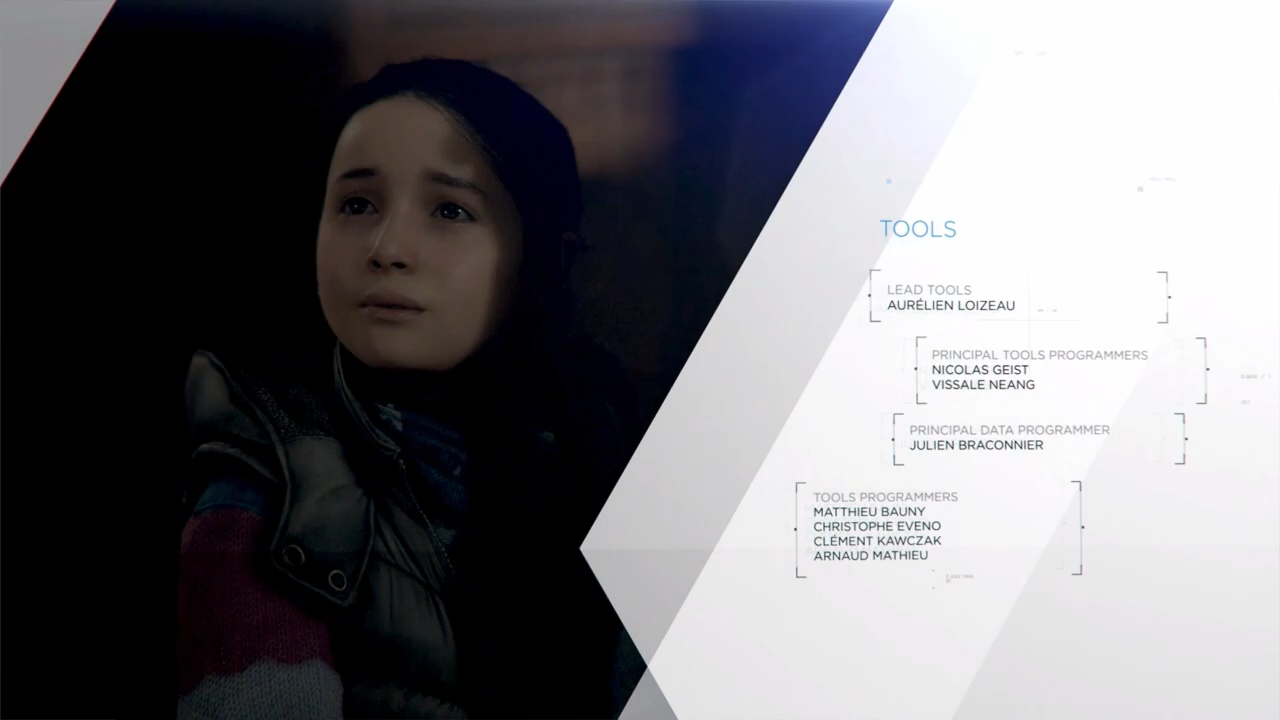 TOOLS
LEAD TOOLS
AURÉLIEN LOIZEAU
PRINCIPAL TOOLS PROGRAMMERS
NICOLAS GEIST
VISSALE NEANG
PRINCIPAL DATA PROGRAMMER
JULIEN BRACONNIER
TOOLS PROGRAMMERS
MATTHIEU BAUNY
CHRISTOPHE EVENO
CLÉMENT KAWCZAK
ARNAUD MATHIEU